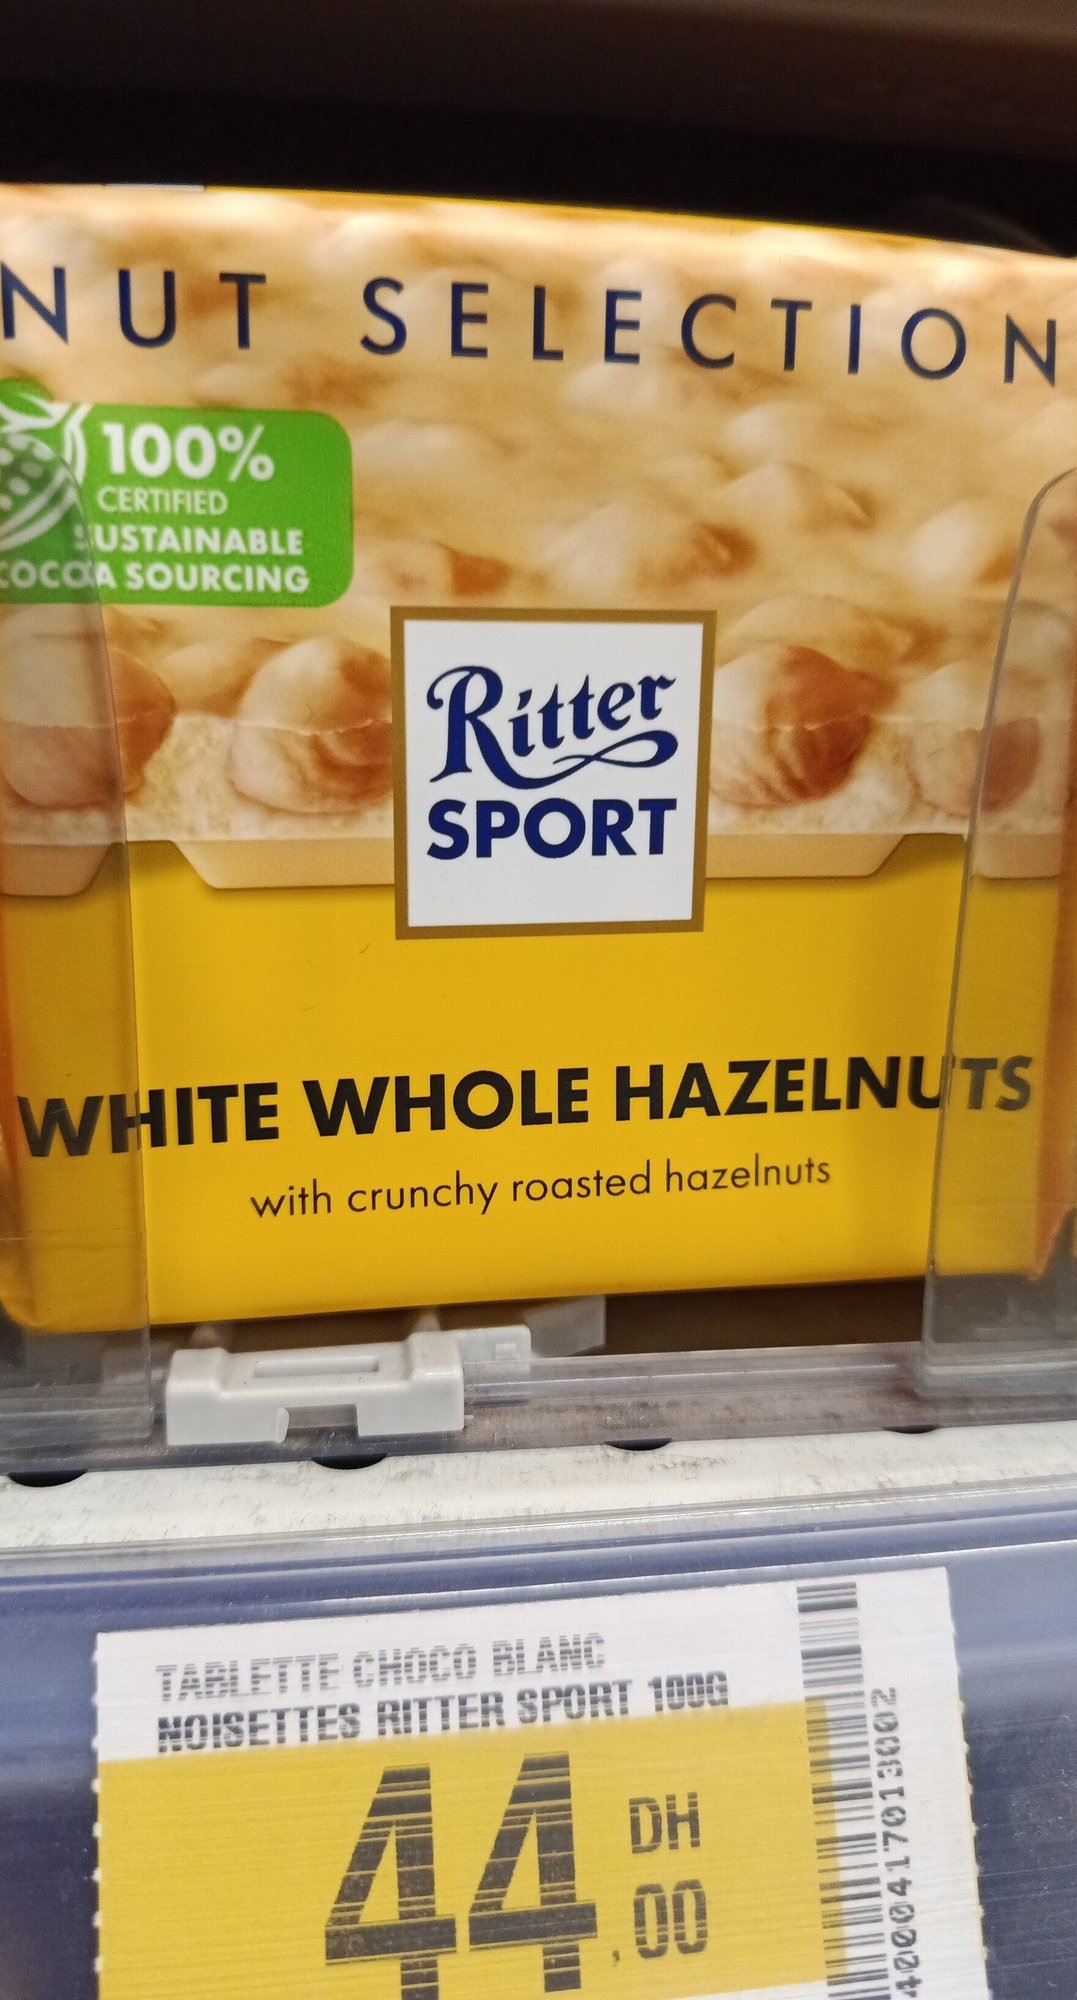 NUT SELECTION
100%
CERTIFIED
SUSTAINABLE
COCOA SOURCING
Ritter
SPORT
WHITE WHOLE HAZELNUTS
with crunchy roasted hazelnuts
TABLETTE CHOCO BLANC
NOISETTES RITTER SPORT 100G
44
DH
,00
4000417013002